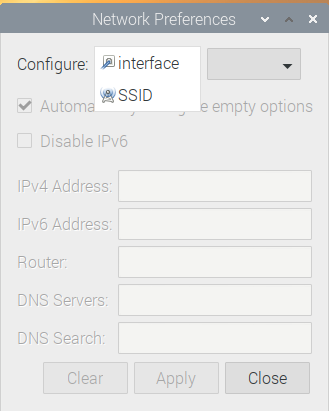 Network Preferences
Configure: interface
SSID
Automa empty options
Disable IPv6
IPv4 Address:
IPv6 Address:
Router:
DNS Servers:
DNS Search:
Clear Apply Close